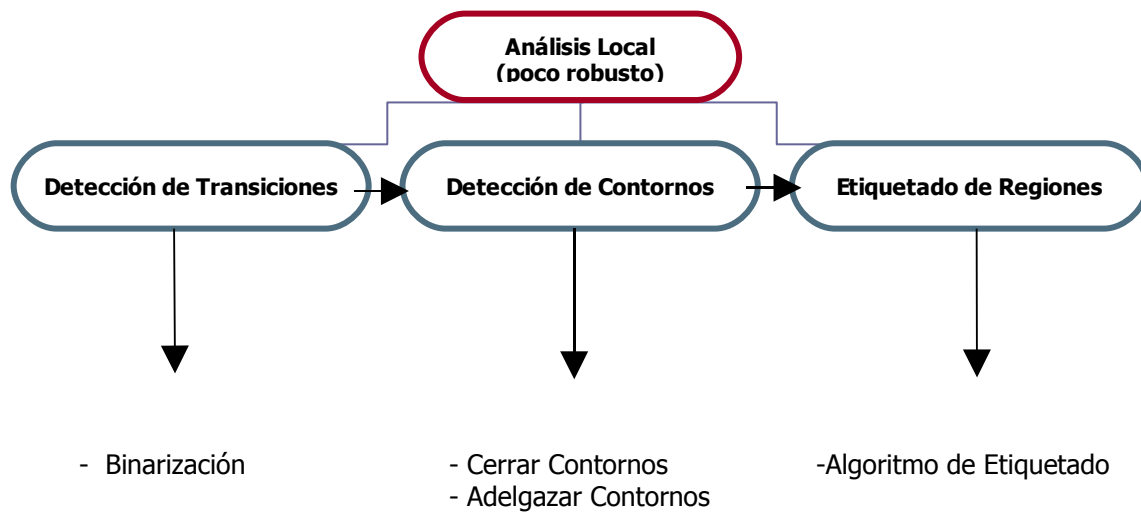 Análisis Local
(poco robusto)
Detección de Transiciones
Detección de Contornos
Etiquetado de Regiones
- Binarización
- Cerrar Contornos
- Adelgazar Contornos
-Algoritmo de Etiquetado